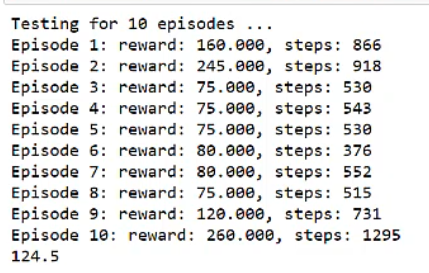 Testing for 10 episodes ...
Episode 1: reward: 160.000, steps: 866
Episode 2: reward: 245.000, steps: 918
Episode 3: reward: 75.000, steps: 530
Episode 4: reward: 75.000, steps: 543
Episode 5: reward: 75.000, steps: 530
Episode 6: reward: 80.000, steps: 376
Episode 7: reward: 80.000, steps: 552
Episode 8: reward: 75.000, steps: 515
Episode 9: reward: 120.000, steps: 731
Episode 10: reward: 260.000, steps: 1295
124.5